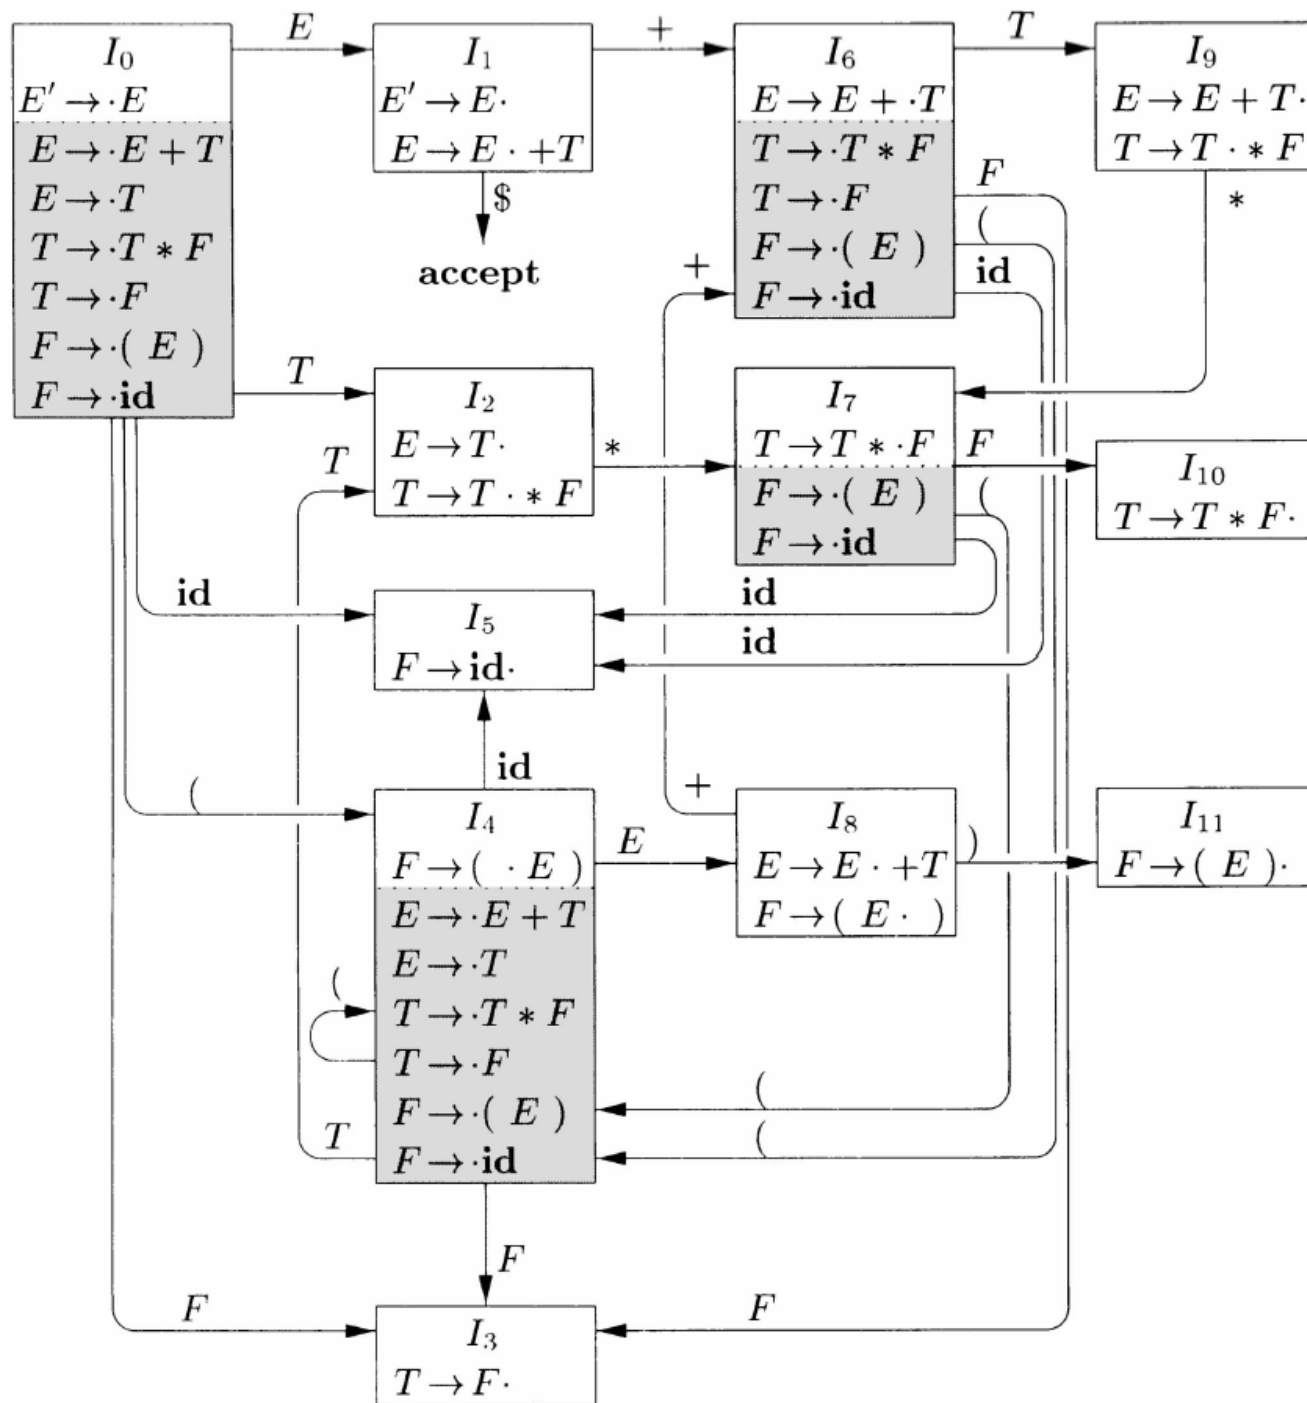 I₀
E′ → ·E
E → ·E + T
E → ·T
T → ·T * F
T → ·F
F → ·( E )
F → ·id
E
I₁
E′ → E·
E → E · +T
$
accept
+
I₆
E → E + ·T
T → ·T * F
T → ·F
F → ·( E )
F → ·id
T
I₉
E → E + T·
T → T · * F
*
F
(
id
+
T
I₂
E → T·
T → T · * F
T
*
I₇
T → T * ·F
F → ·( E )
F → ·id
F
(
I₁₀
T → T * F·
id
I₅
F → id·
id
id
id
(
I₄
F → ( · E )
E → ·E + T
E → ·T
T → ·T * F
T → ·F
F → ·( E )
F → ·id
(
T
E
+
I₈
E → E · +T
F → ( E · )
)
I₁₁
F → ( E )·
(
(
F
F
I₃
T → F·
F